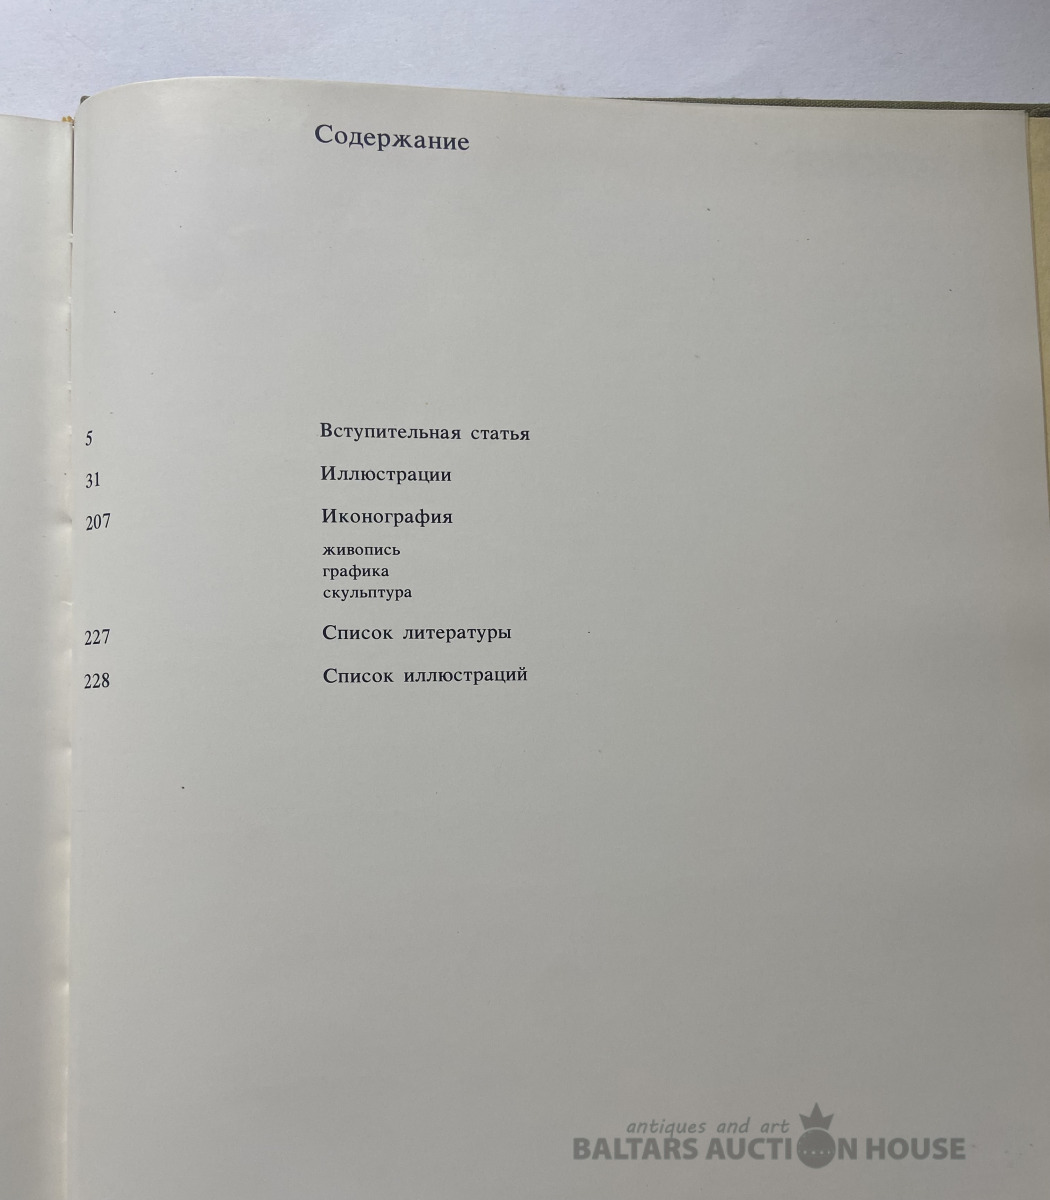 Содержание
5 Вступительная статья
31 Иллюстрации
207 Иконография
живопись
графика
скульптура
227 Список литературы
228 Список иллюстраций
antiques and art
BALTARS AUCTION HOUSE